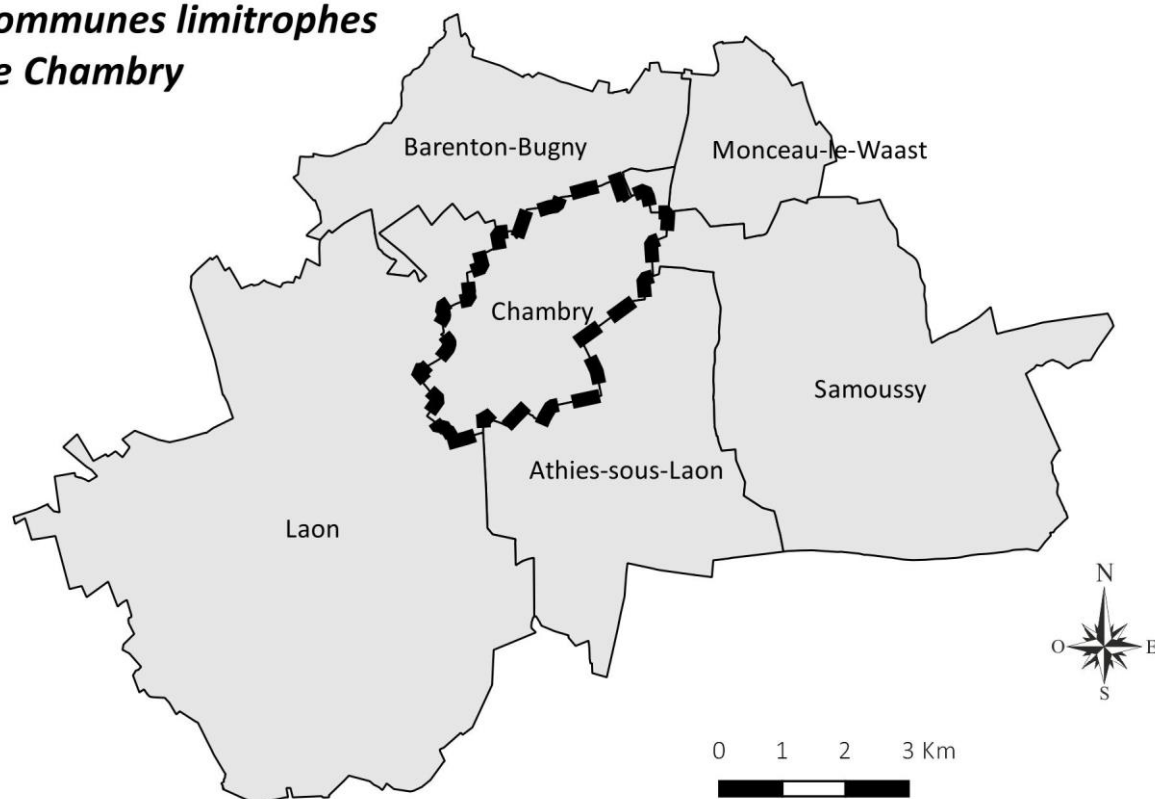 ommunes limitrophes
e Chambry
Barenton-Bugny
Monceau-le-Waast
Chambry
Samoussy
Athies-sous-Laon
Laon
N
O E
S
0 1 2 3 Km